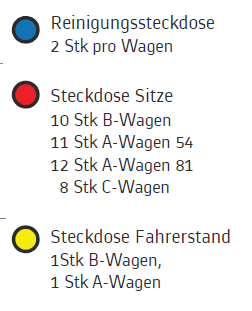 Reinigungssteckdose
2 Stk pro Wagen
Steckdose Sitze
10 Stk B-Wagen
11 Stk A-Wagen 54
12 Stk A-Wagen 81
8 Stk C-Wagen
Steckdose Fahrerstand
1Stk B-Wagen,
1 Stk A-Wagen